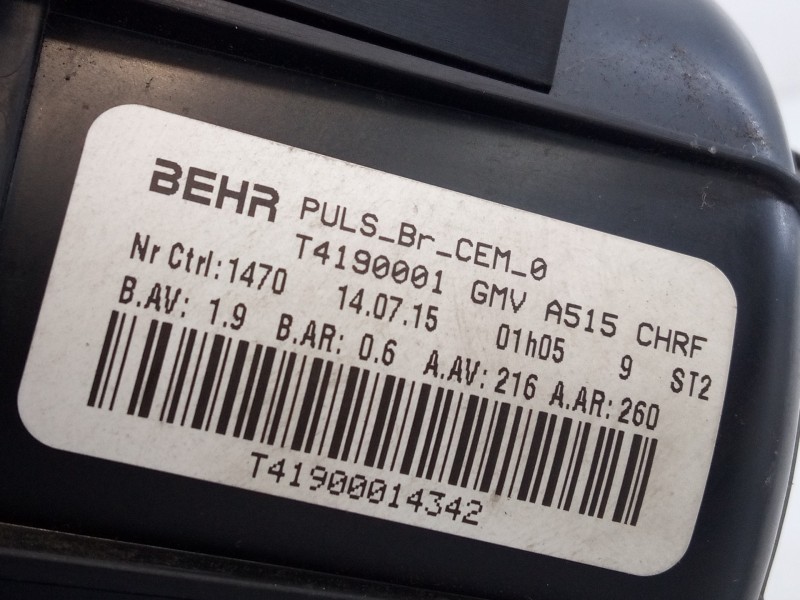 BEHR PULS_Br_CEM_0
T4190001 GMV A515 CHRF
Nr Ctrl:1470 14.07.15 01h05 9 ST2
B.AV: 1.9 B.AR: 0.6 A.AV:216 A.AR:260
T41900014342